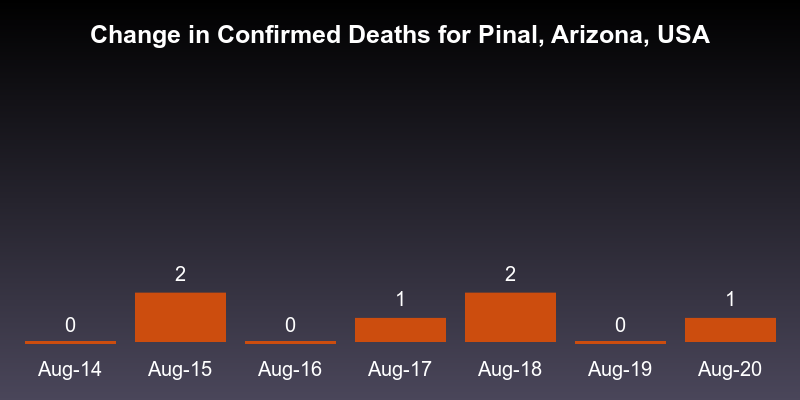 Change in Confirmed Deaths for Pinal, Arizona, USA
0 2 0 1 2 0 1
Aug-14 Aug-15 Aug-16 Aug-17 Aug-18 Aug-19 Aug-20